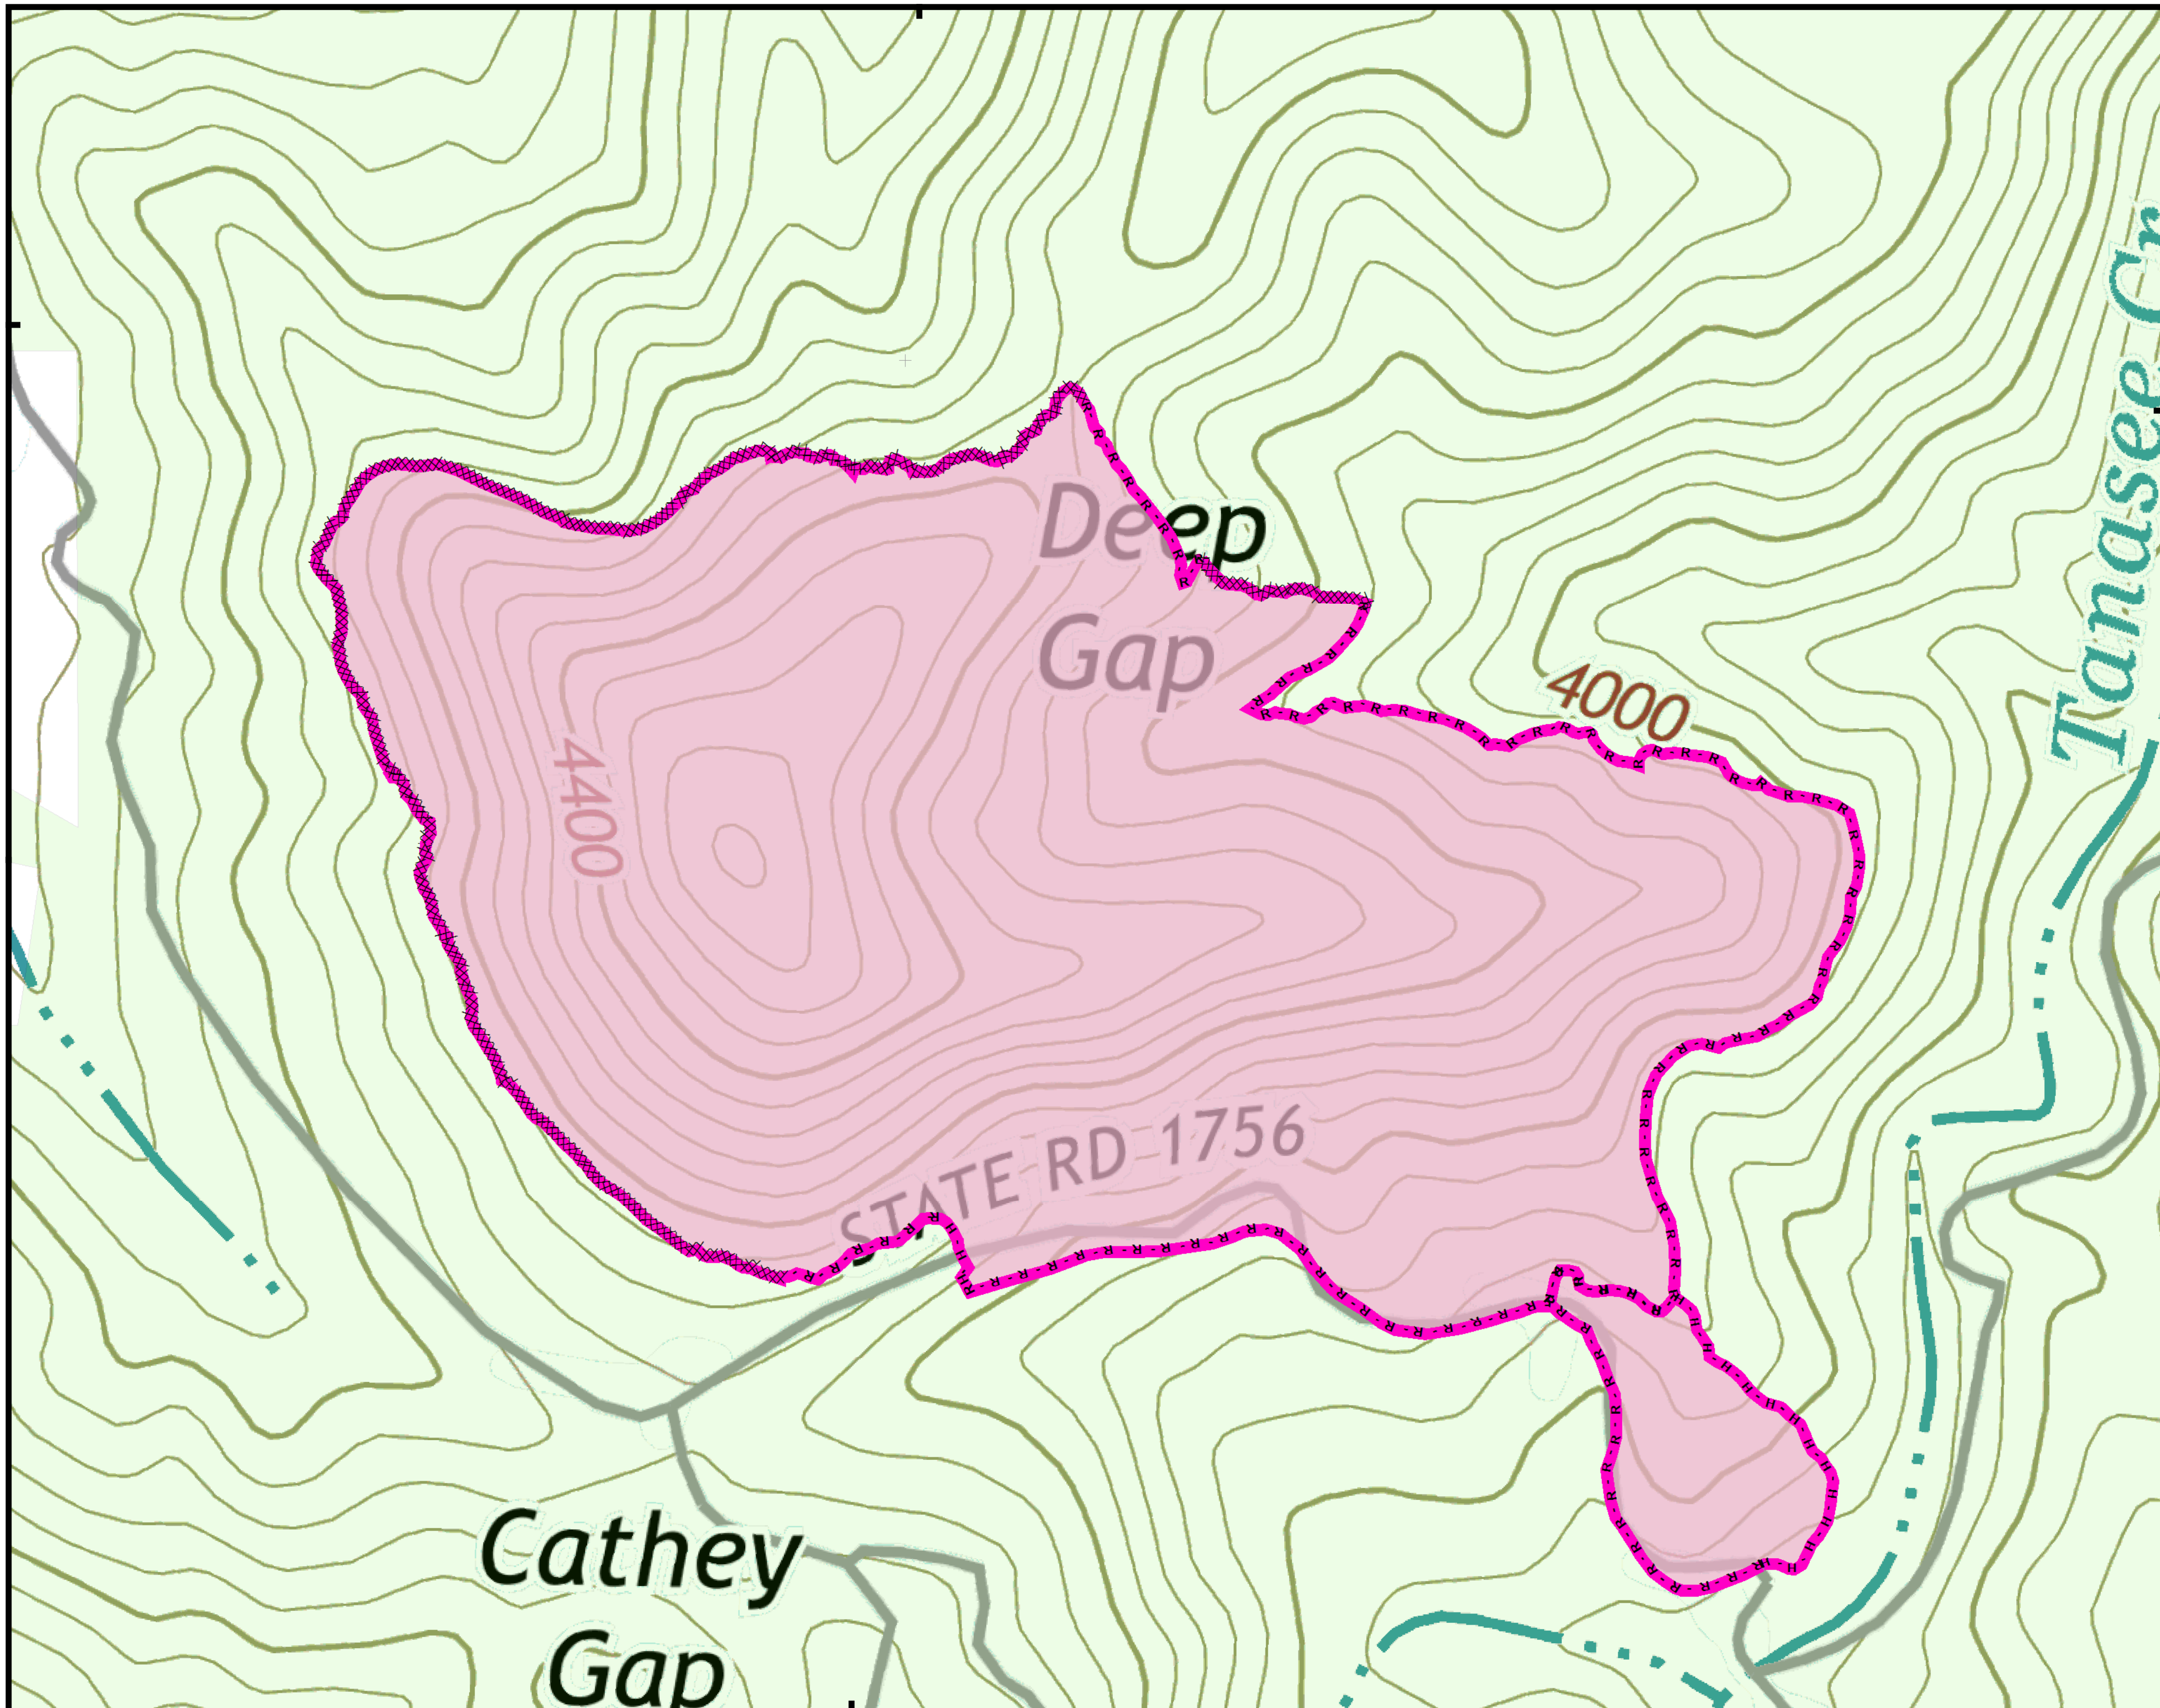 Deep
Gap
4000
4400
Tanasee Cr
STATE RD 1756
Cathey
Gap